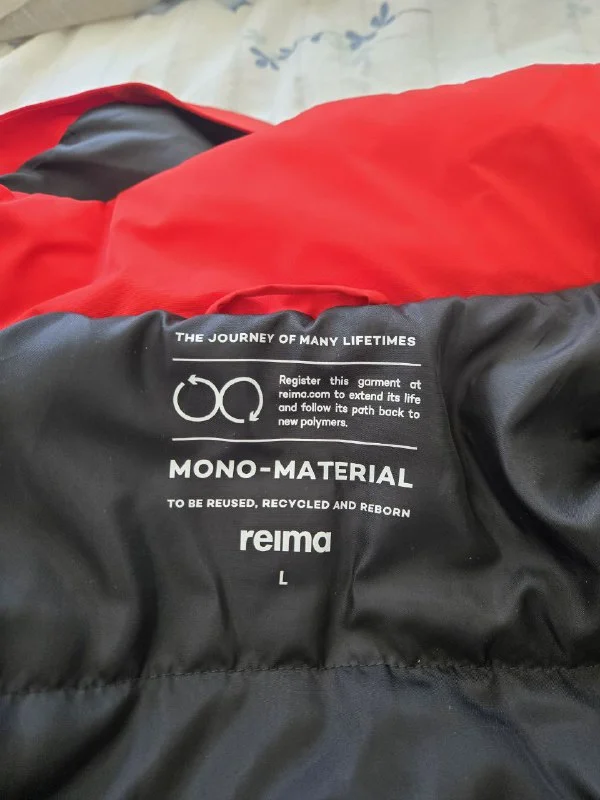 THE JOURNEY OF MANY LIFETIMES
Register this garment at
reima.com to extend its life
and follow its path back to
new polymers.
MONO-MATERIAL
TO BE REUSED, RECYCLED AND REBORN
reima
L